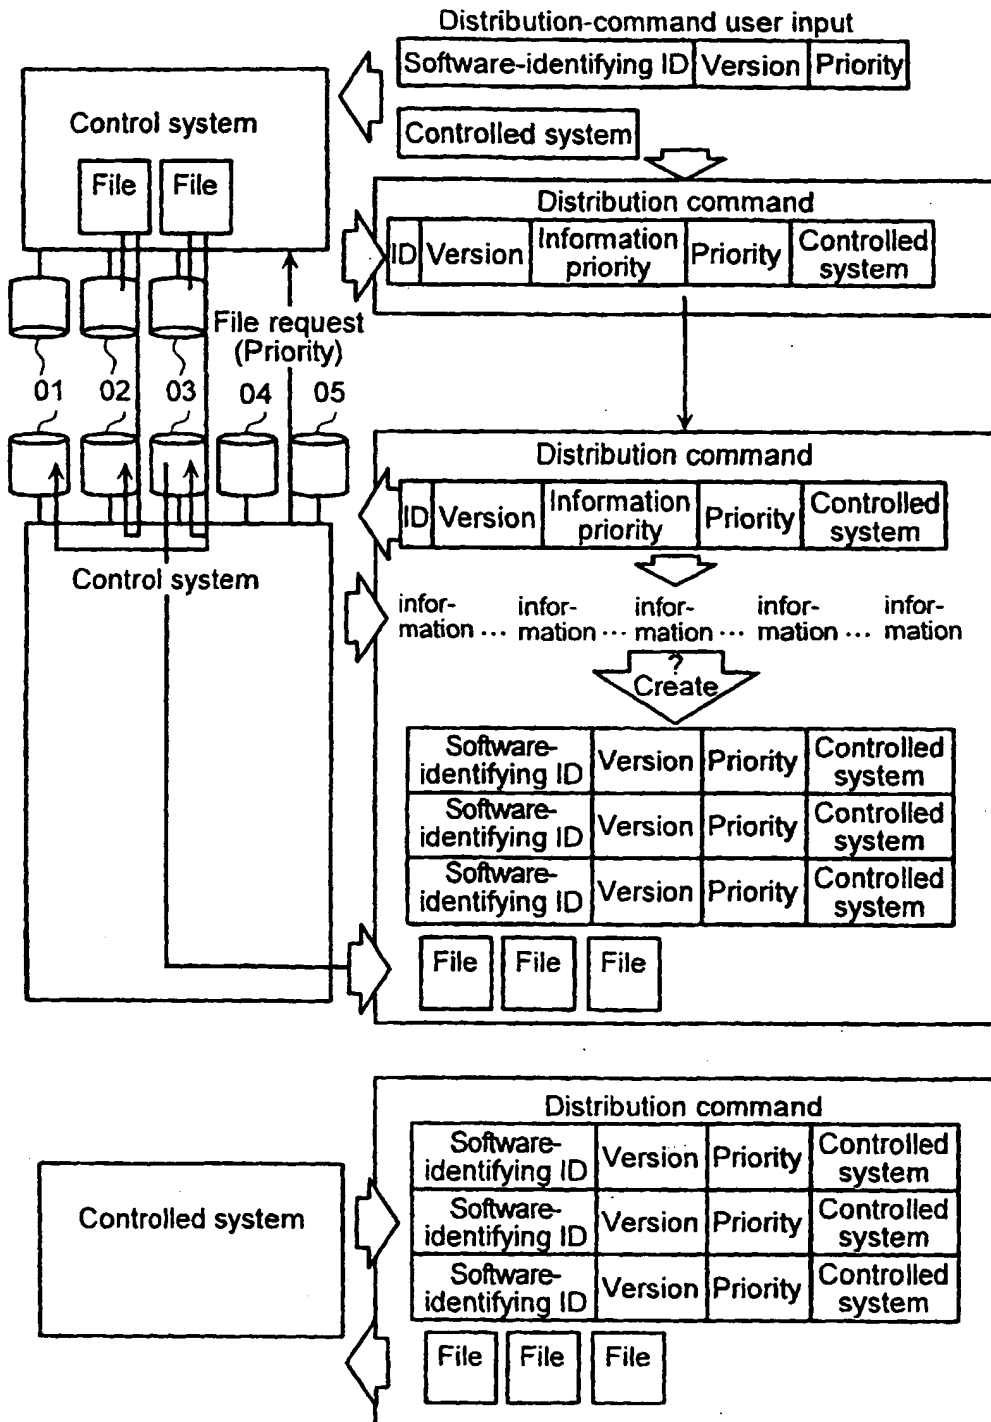 Distribution-command user input
Software-identifying ID Version Priority
Controlled system
Control system
File File
Distribution command
ID Version Information priority Priority Controlled system
File request
(Priority)
01 02 03 04 05
Distribution command
ID Version Information priority Priority Controlled system
Control system
infor- infor- infor- infor- infor-
mation ... mation ... mation ... mation ... mation
?
Create
Software-identifying ID Version Priority Controlled system
Software-identifying ID Version Priority Controlled system
Software-identifying ID Version Priority Controlled system
File File File
Distribution command
Controlled system
Software-identifying ID Version Priority Controlled system
Software-identifying ID Version Priority Controlled system
Software-identifying ID Version Priority Controlled system
File File File